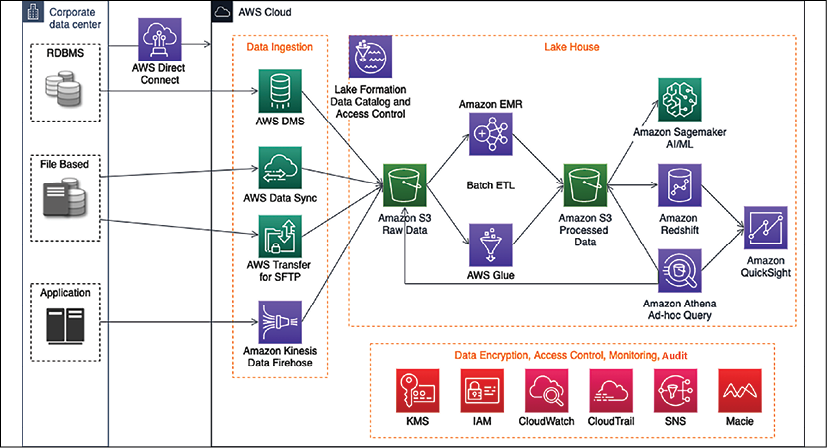 Corporate
data center
AWS Cloud
RDBMS
AWS Direct
Connect
Data Ingestion
Lake House
AWS DMS
Lake Formation
Data Catalog and
Access Control
Amazon EMR
Amazon Sagemaker
AI/ML
File Based
AWS Data Sync
Batch ETL
Amazon S3
Raw Data
Amazon S3
Processed
Data
Amazon
Redshift
AWS Transfer
for SFTP
AWS Glue
Amazon
QuickSight
Application
Amazon Athena
Ad-hoc Query
Amazon Kinesis
Data Firehose
Data Encryption, Access Control, Monitoring, Audit
KMS
IAM
CloudWatch
CloudTrail
SNS
Macie